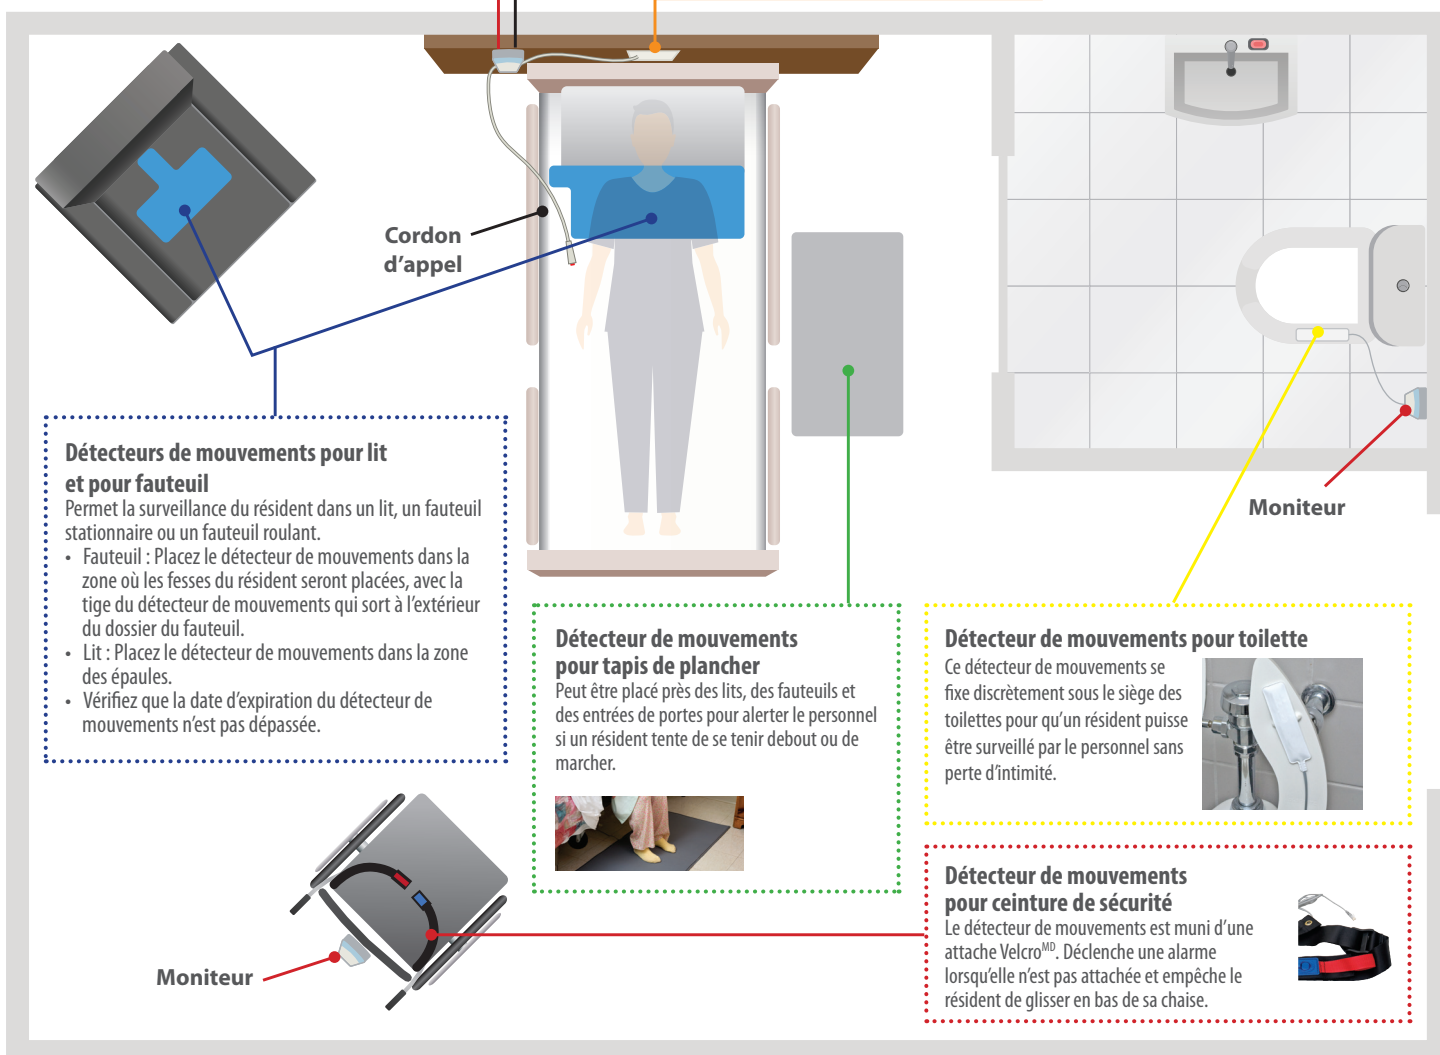 Cordon
d’appel
Détecteurs de mouvements pour lit
et pour fauteuil
Permet la surveillance du résident dans un lit, un fauteuil
stationnaire ou un fauteuil roulant.
• Fauteuil : Placez le détecteur de mouvements dans la
zone où les fesses du résident seront placées, avec la
tige du détecteur de mouvements qui sort à l’extérieur
du dossier du fauteuil.
• Lit : Placez le détecteur de mouvements dans la zone
des épaules.
• Vérifiez que la date d’expiration du détecteur de
mouvements n’est pas dépassée.
Moniteur
Détecteur de mouvements
pour tapis de plancher
Peut être placé près des lits, des fauteuils et
des entrées de portes pour alerter le personnel
si un résident tente de se tenir debout ou de
marcher.
Moniteur
Détecteur de mouvements pour toilette
Ce détecteur de mouvements se
fixe discrètement sous le siège des
toilettes pour qu’un résident puisse
être surveillé par le personnel sans
perte d’intimité.
Détecteur de mouvements
pour ceinture de sécurité
Le détecteur de mouvements est muni d’une
attache Velcro^MD. Déclenche une alarme
lorsqu’elle n’est pas attachée et empêche le
résident de glisser en bas de sa chaise.